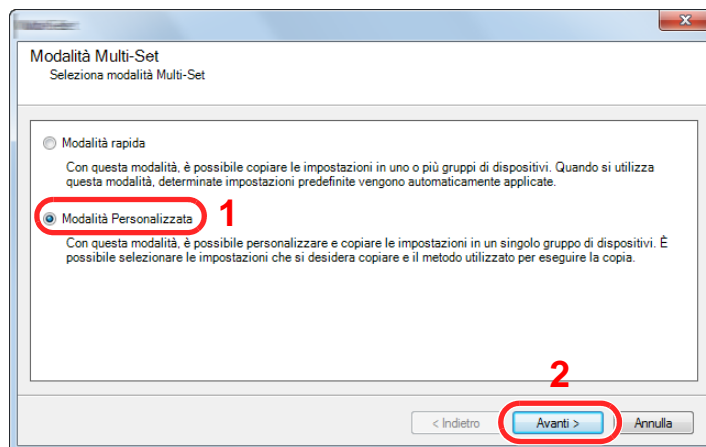 Modalità Multi-Set
Seleziona modalità Multi-Set
Modalità rapida
Con questa modalità, è possibile copiare le impostazioni in uno o più gruppi di dispositivi. Quando si utilizza
questa modalità, determinate impostazioni predefinite vengono automaticamente applicate.
Modalità Personalizzata 1
Con questa modalità, è possibile personalizzare e copiare le impostazioni in un singolo gruppo di dispositivi. È
possibile selezionare le impostazioni che si desidera copiare e il metodo utilizzato per eseguire la copia.
2
< Indietro Avanti > Annulla